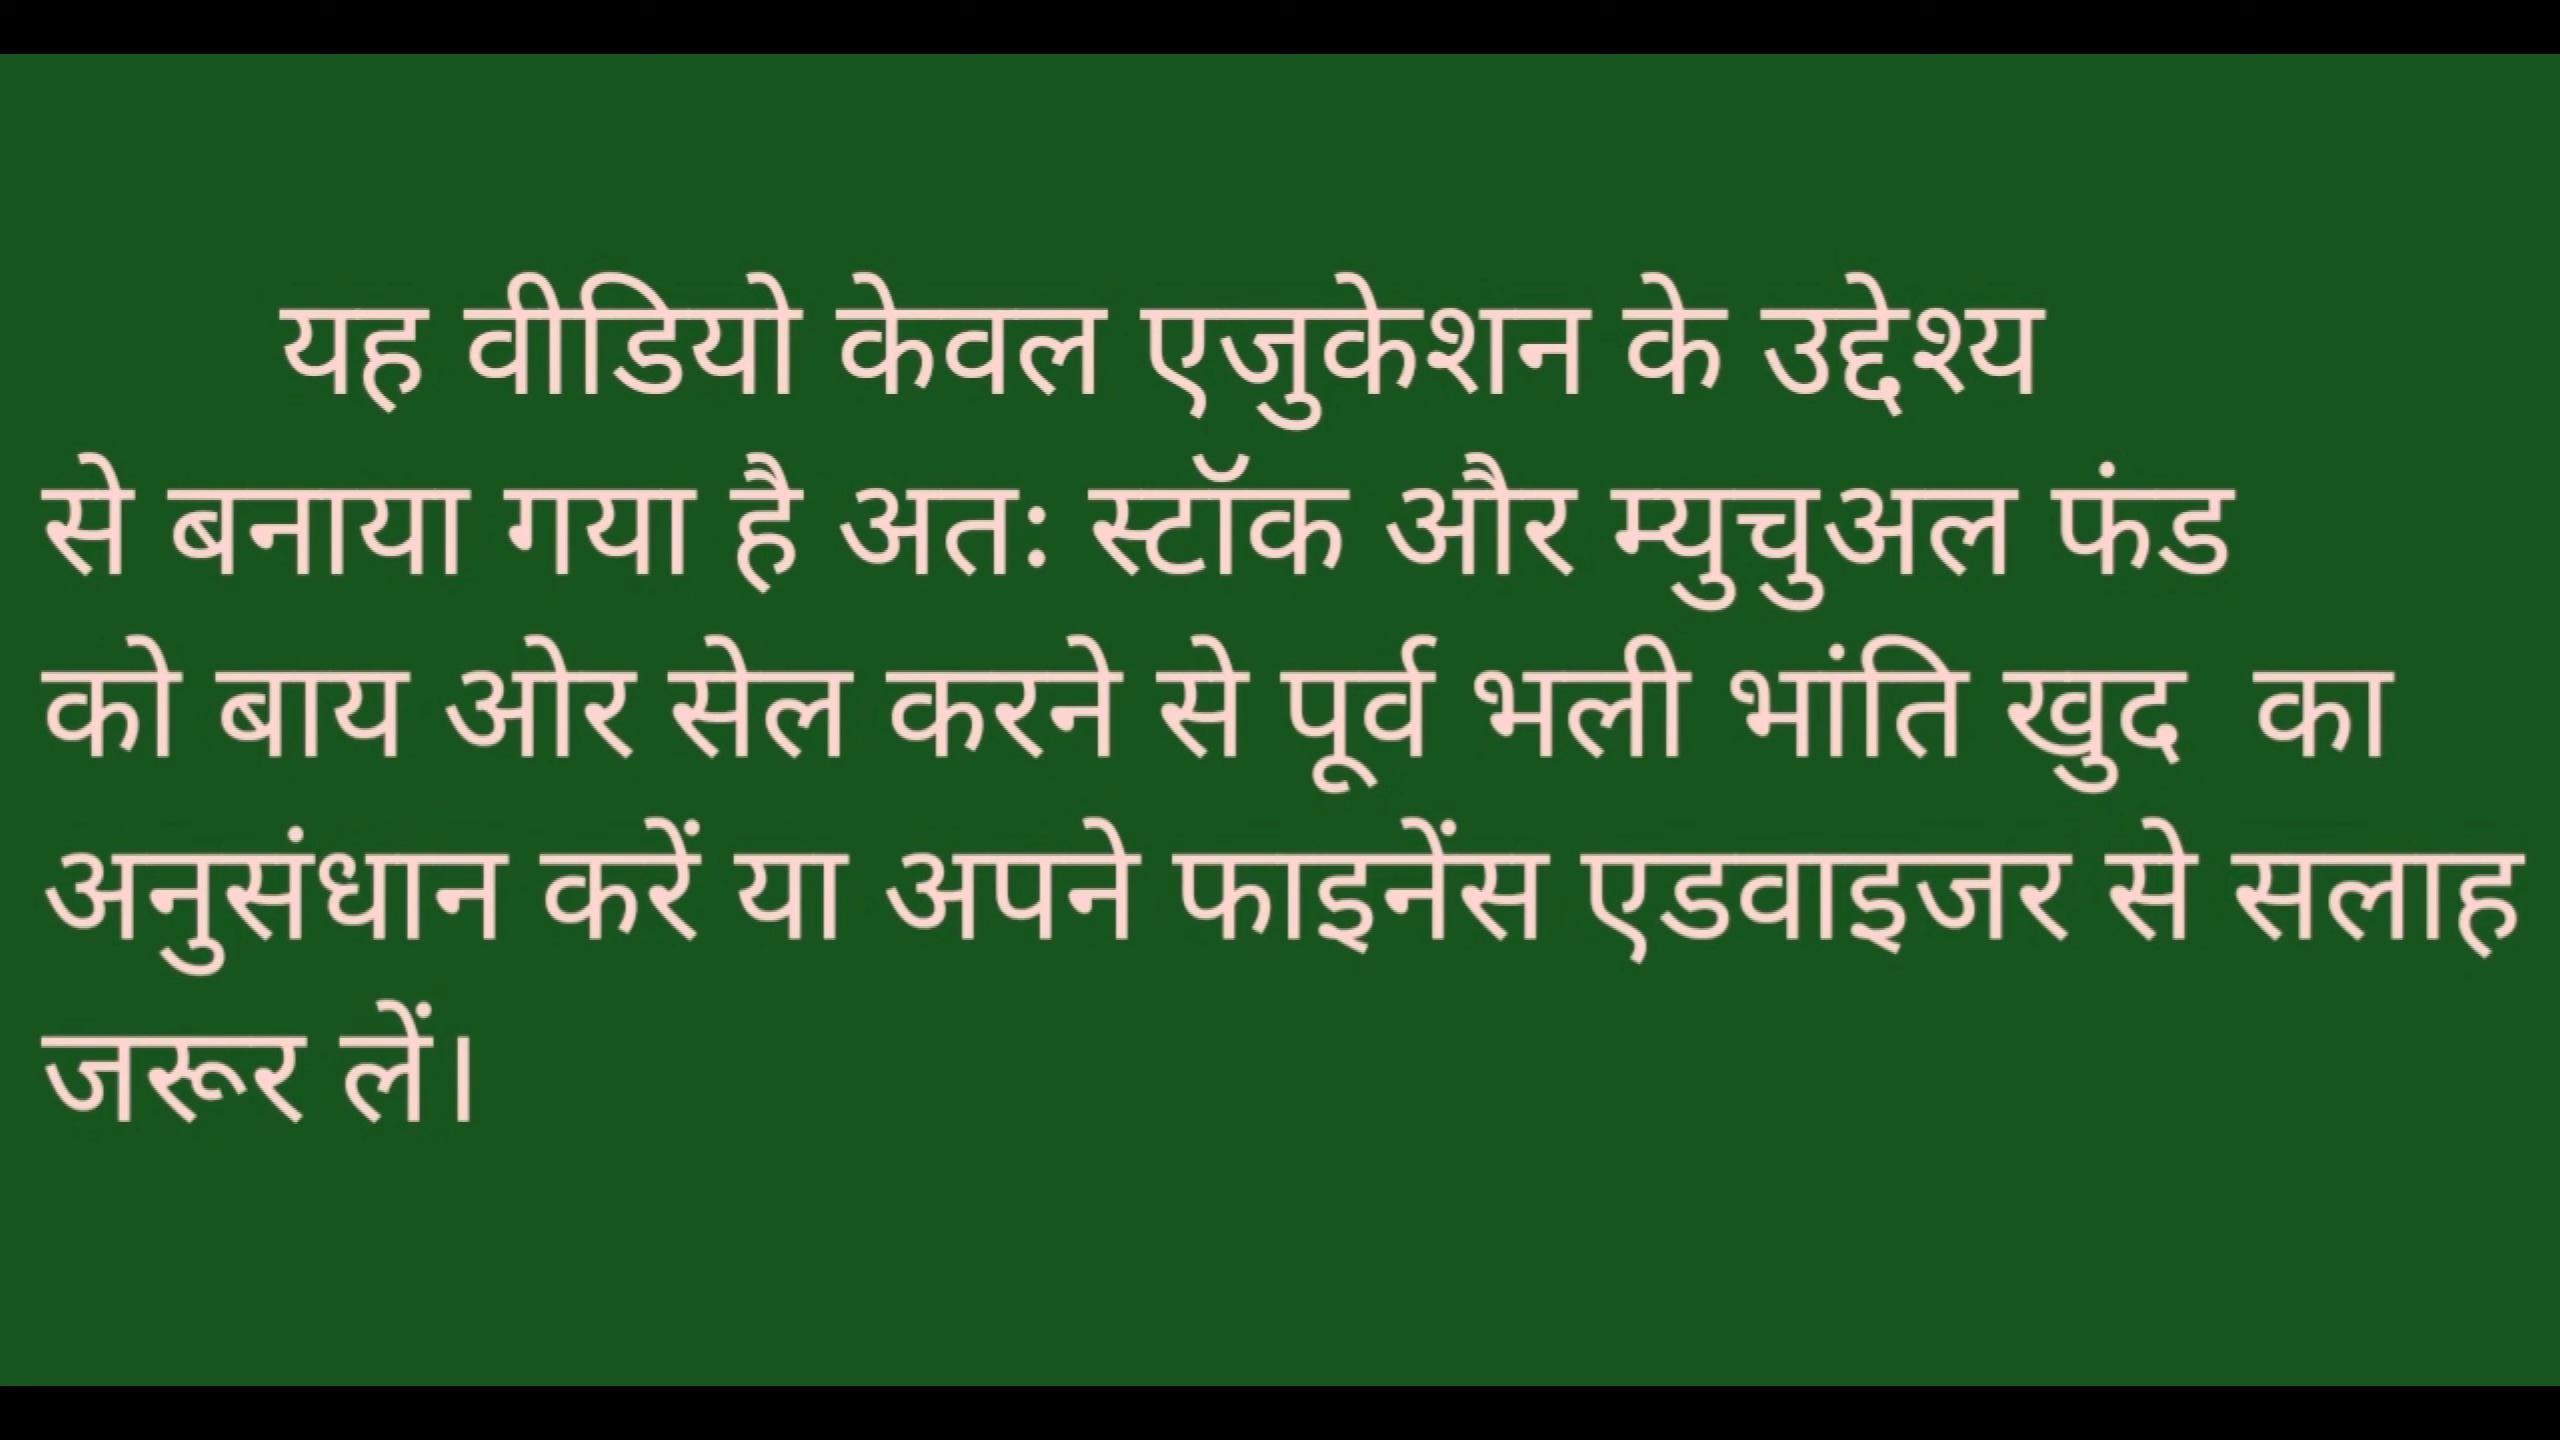 यह वीडियो केवल एजुकेशन के उद्देश्य
से बनाया गया है अतः स्टॉक और म्युचुअल फंड
को बाय ओर सेल करने से पूर्व भली भांति खुद का
अनुसंधान करें या अपने फाइनेंस एडवाइजर से सलाह
जरूर लें।